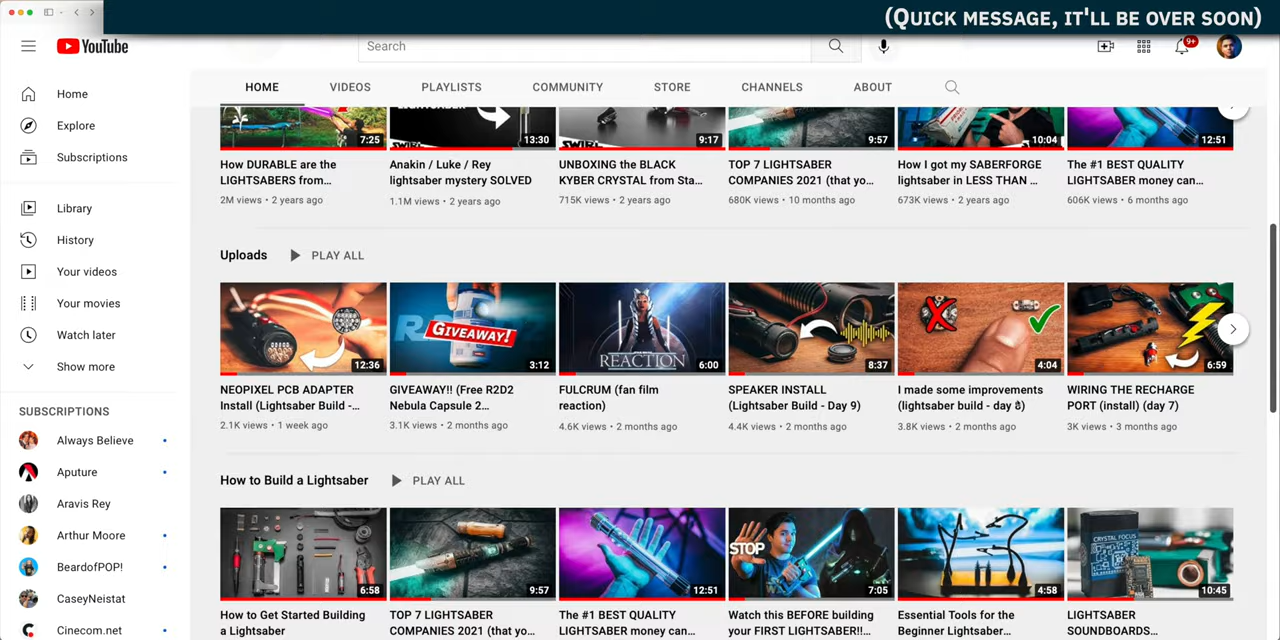 (QUICK MESSAGE, IT'LL BE OVER SOON)
YouTube
Search
9+
HOME VIDEOS PLAYLISTS COMMUNITY STORE CHANNELS ABOUT
Home
Explore
Subscriptions
Library
History
Your videos
Your movies
Watch later
Show more
SUBSCRIPTIONS
Always Believe
Aputure
Aravis Rey
Arthur Moore
BeardofPOP!
CaseyNeistat
Cinecom.net
7:25
How DURABLE are the
LIGHTSABERS from...
2M views • 2 years ago
13:30
Anakin / Luke / Rey
lightsaber mystery SOLVED
1.1M views • 2 years ago
9:17
UNBOXING the BLACK
KYBER CRYSTAL from Sta...
715K views • 2 years ago
9:57
TOP 7 LIGHTSABER
COMPANIES 2021 (that yo...
680K views • 10 months ago
10:04
How I got my SABERFORGE
lightsaber in LESS THAN ...
673K views • 2 years ago
12:51
The #1 BEST QUALITY
LIGHTSABER money can...
606K views • 6 months ago
Uploads PLAY ALL
12:36
NEOPIXEL PCB ADAPTER
Install (Lightsaber Build -...
2.1K views • 1 week ago
GIVEAWAY!
3:12
GIVEAWAY!! (Free R2D2
Nebula Capsule 2...
3.1K views • 2 months ago
REACTION
6:00
FULCRUM (fan film
reaction)
4.6K views • 2 months ago
8:37
SPEAKER INSTALL
(Lightsaber Build - Day 9)
4.4K views • 2 months ago
4:04
I made some improvements
(lightsaber build - day 8)
3.8K views • 2 months ago
6:59
WIRING THE RECHARGE
PORT (install) (day 7)
3K views • 3 months ago
How to Build a Lightsaber PLAY ALL
6:58
How to Get Started Building
a Lightsaber
9:57
TOP 7 LIGHTSABER
COMPANIES 2021 (that yo...
12:51
The #1 BEST QUALITY
LIGHTSABER money can...
STOP
7:05
Watch this BEFORE building
your FIRST LIGHTSABER!!...
4:58
Essential Tools for the
Beginner Lightsaber...
CRYSTAL FOCUS
10:45
LIGHTSABER
SOUNDBOARDS...